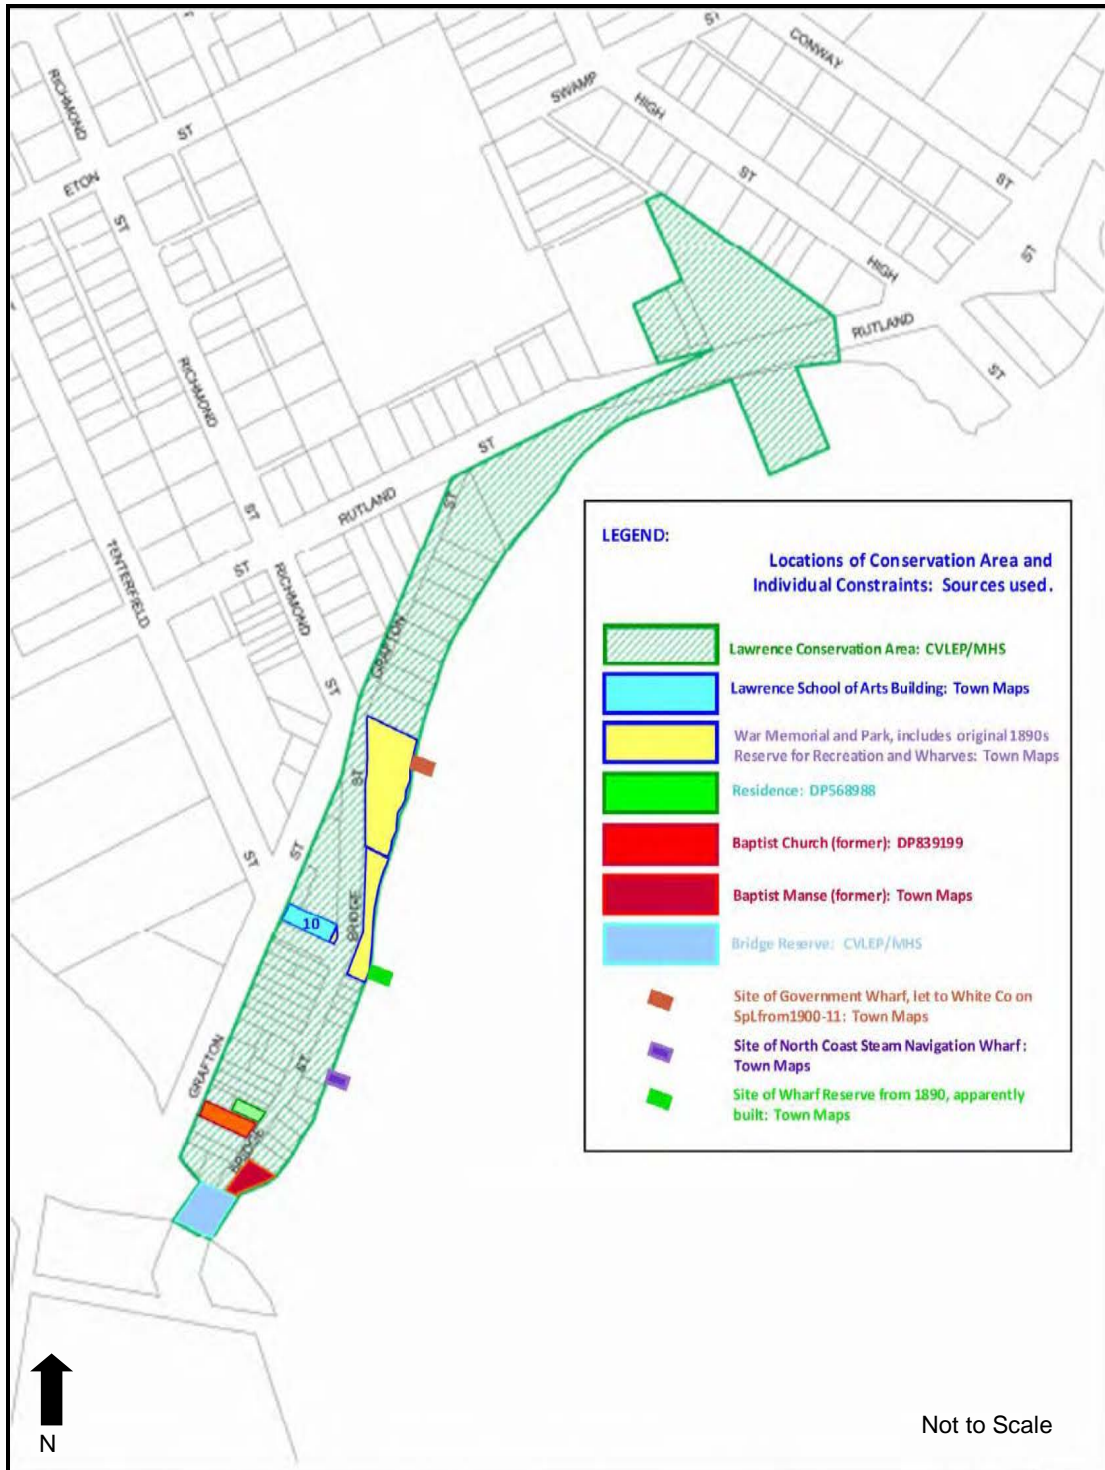 ST
CONWAY
RICHMOND
SWAMP
HIGH
ST
ST
ETON
ST
ST
ST
HIGH
RUTLAND
ST
RICHMOND
ST
RUTLAND
ST
ST
TENTERFIELD
ST
RICHMOND
GRAFTON
ST
ST
ST
ST
BRIDGE
10
ST
GRAFTON
BRIDGE
LEGEND:
Locations of Conservation Area and
Individual Constraints: Sources used.
Lawrence Conservation Area: CVLEP/MHS
Lawrence School of Arts Building: Town Maps
War Memorial and Park, includes original 1890s
Reserve for Recreation and Wharves: Town Maps
Residence: DP568988
Baptist Church (former): DP839199
Baptist Manse (former): Town Maps
Bridge Reserve: CVLEP/MHS
Site of Government Wharf, let to White Co on
SpLfrom1900-11: Town Maps
Site of North Coast Steam Navigation Wharf:
Town Maps
Site of Wharf Reserve from 1890, apparently
built: Town Maps
N
Not to Scale